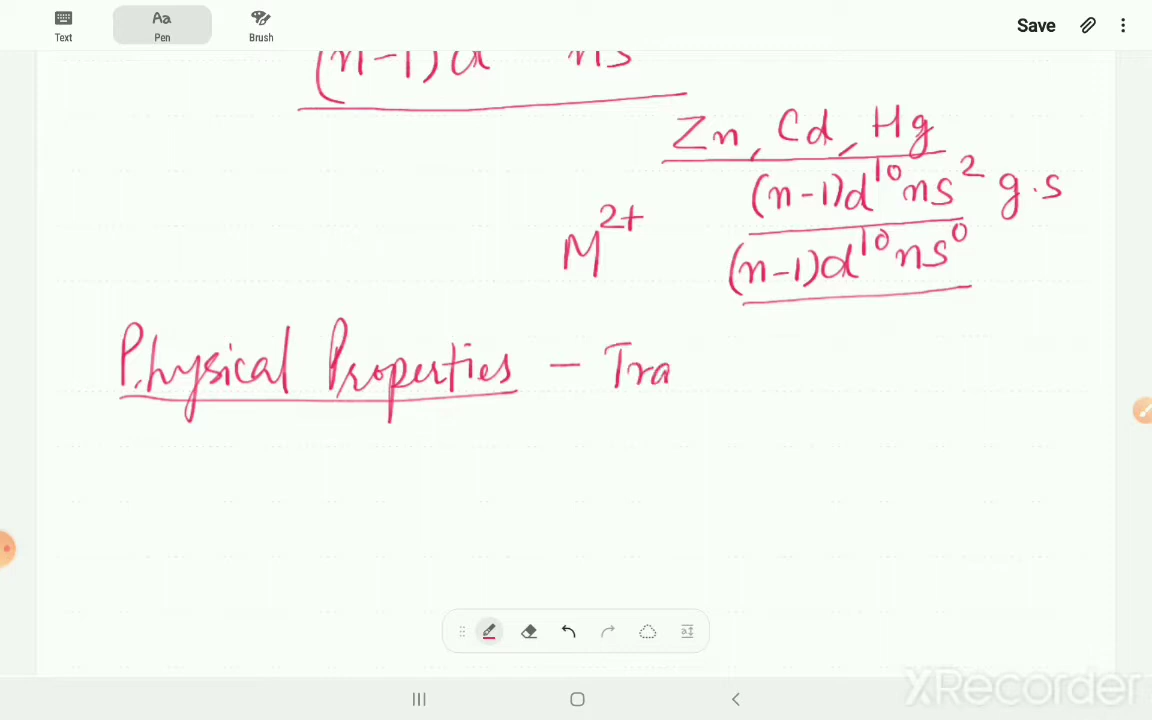 Text Pen Brush Save
(n-1)d ns
Zn, Cd, Hg
(n-1)d¹⁰ns² g.s
M²⁺ (n-1)d¹⁰ns⁰
Physical Properties - Tra
XRecorder